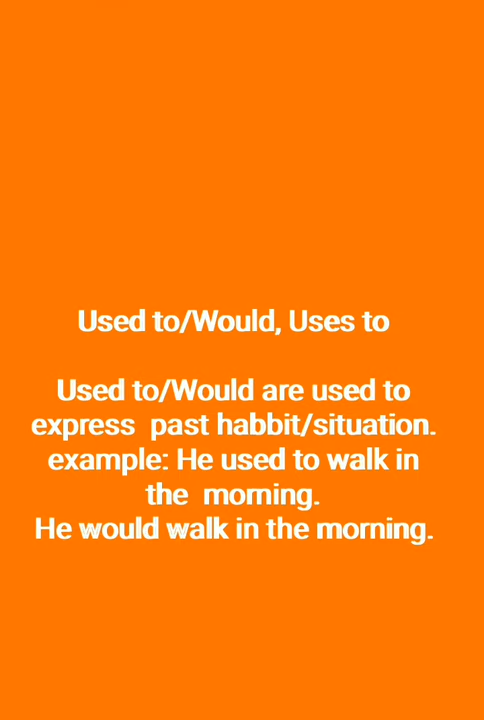 Used to/Would, Uses to
Used to/Would are used to
express  past habbit/situation.
example: He used to walk in
the  morning.
He would walk in the morning.